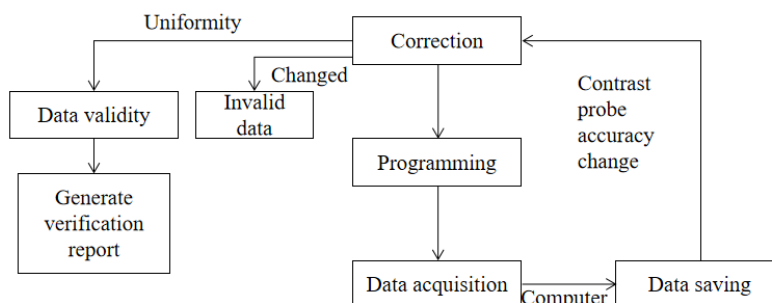 Uniformity
Correction
Changed
Contrast
probe
accuracy
change
Data validity
Invalid
data
Programming
Generate
verification
report
Data acquisition
Computer
Data saving